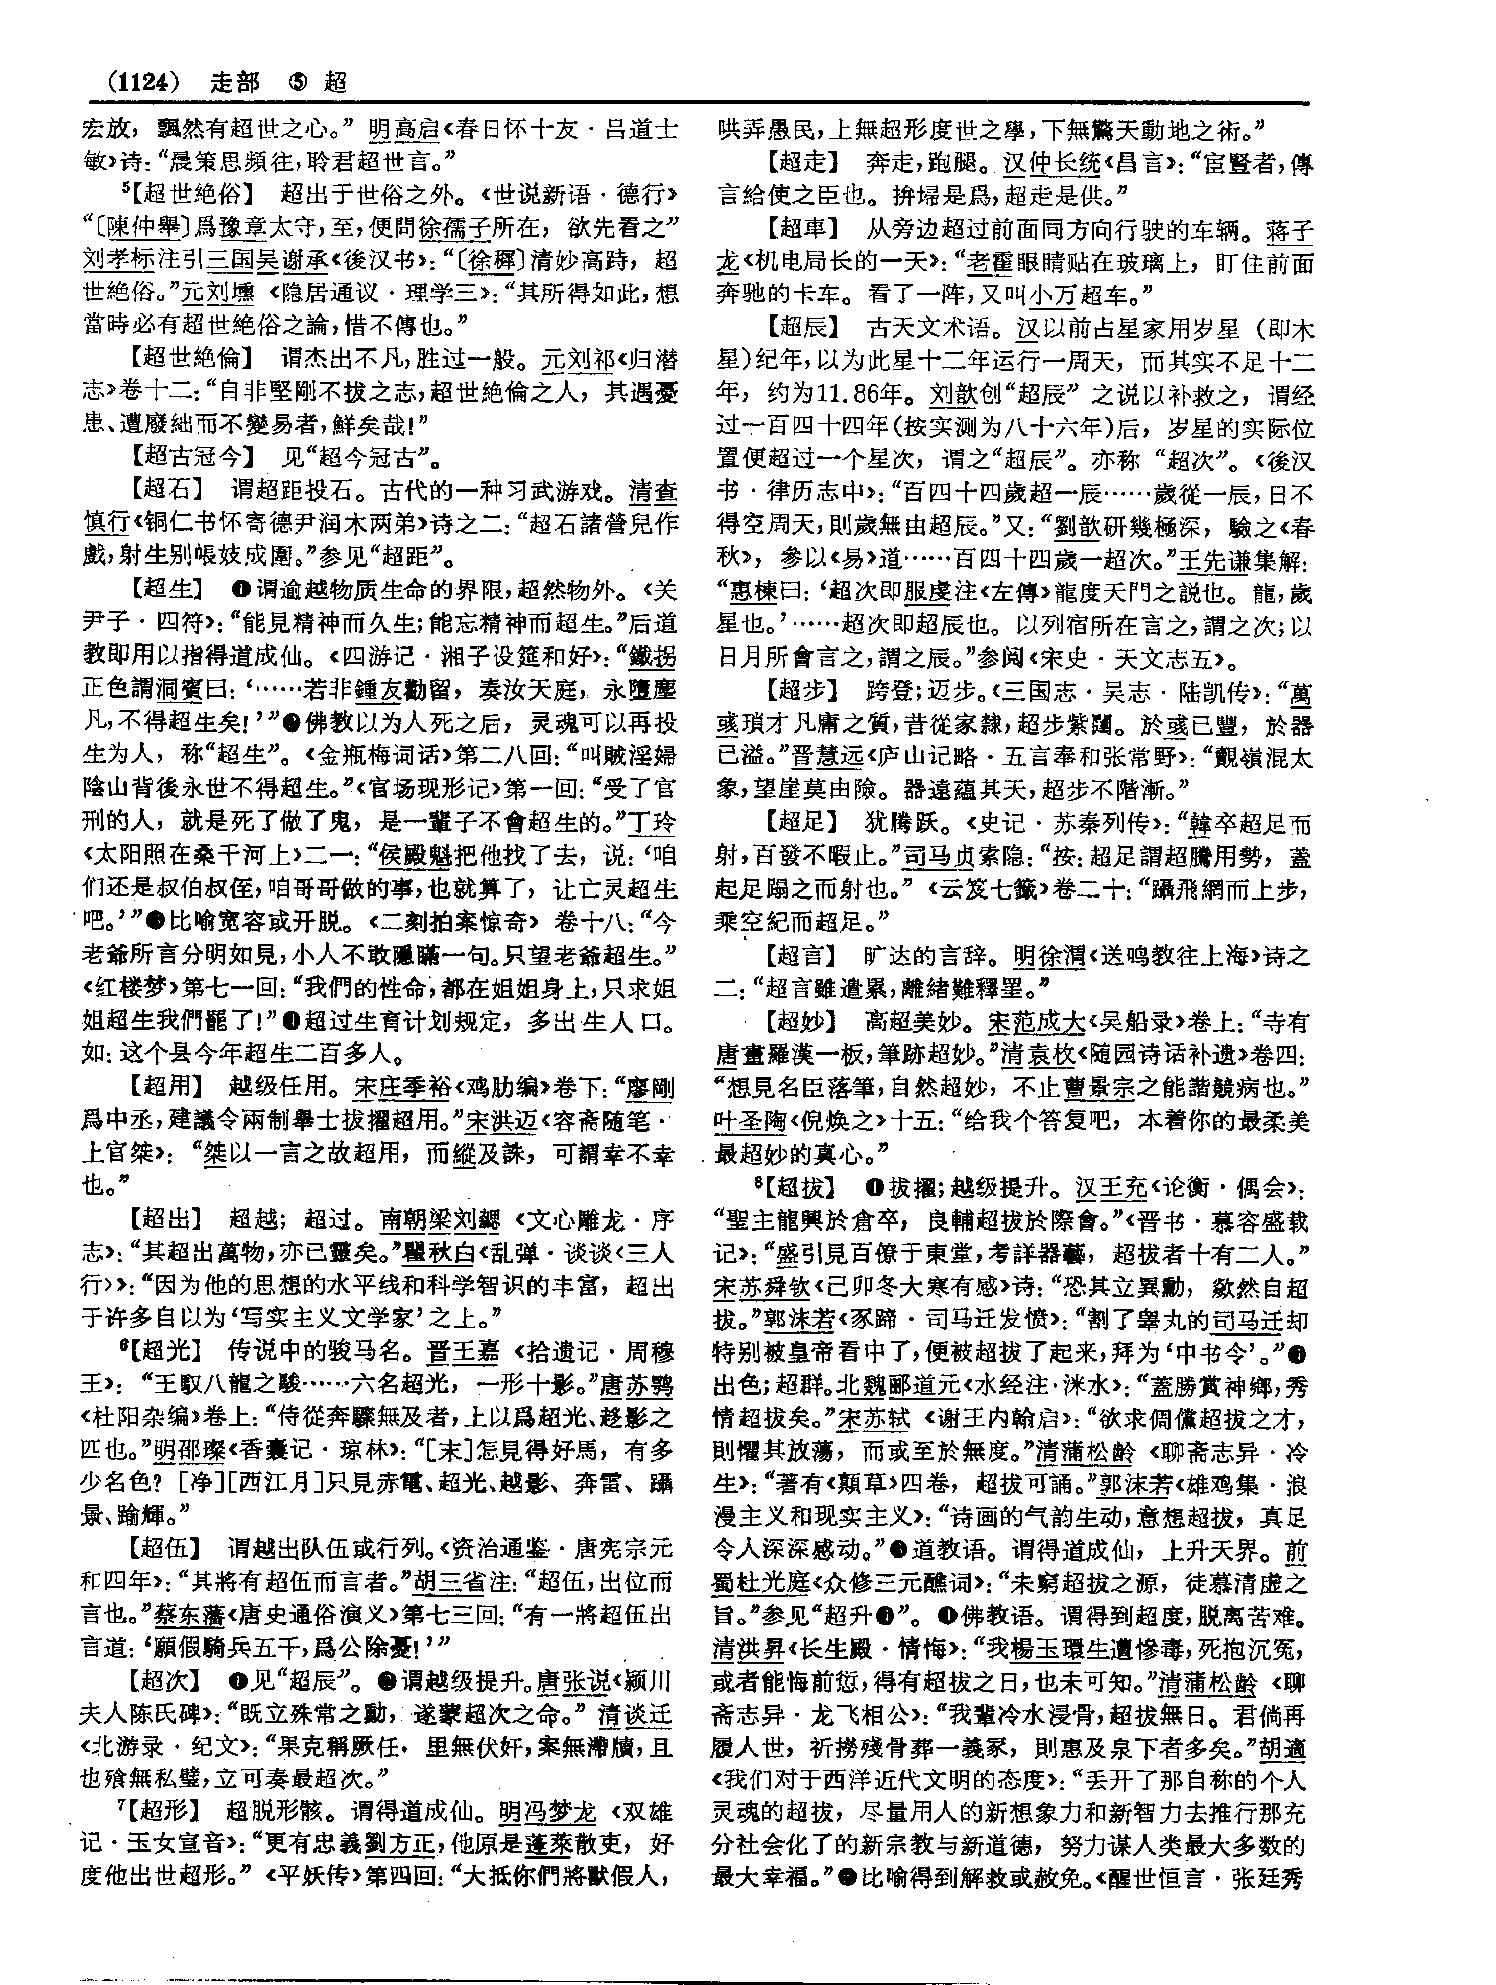 (1124) 走部 ⑤ 超
宏放，飄然有超世之心。”明高启《春日怀十友·吕道士
敏》诗：“晨策思頻往，聆君超世言。”
⁵【超世絶俗】 超出于世俗之外。《世说新语·德行》
“〔陳仲舉〕爲豫章太守，至，便問徐孺子所在，欲先看之”
刘孝标注引三国吴谢承《後汉书》：“〔徐穉〕清妙高跱，超
世絶俗。”元刘壎《隐居通议·理学三》：“其所得如此，想
當時必有超世絶俗之論，惜不傳也。”
【超世絶倫】 谓杰出不凡，胜过一般。元刘祁《归潜
志》卷十二：“自非堅剛不拔之志，超世絶倫之人，其遇憂
患、遭廢絀而不變易者，鮮矣哉！”
【超古冠今】 见“超今冠古”。
【超石】 谓超距投石。古代的一种习武游戏。清查
慎行《铜仁书怀寄德尹润木两弟》诗之二：“超石諸營兒作
戲，射生别帳妓成圍。”参见“超距”。
【超生】 ❶谓逾越物质生命的界限，超然物外。《关
尹子·四符》：“能見精神而久生；能忘精神而超生。”后道
教即用以指得道成仙。《四游记·湘子设筵和好》：“鐵拐
正色謂洞賓曰：‘……若非鍾友勸留，奏汝天庭，永墮塵
凡，不得超生矣！’”❷佛教以为人死之后，灵魂可以再投
生为人，称“超生”。《金瓶梅词话》第二八回：“叫賊淫婦
陰山背後永世不得超生。”《官场现形记》第一回：“受了官
刑的人，就是死了做了鬼，是一輩子不會超生的。”丁玲
《太阳照在桑干河上》二一：“侯殿魁把他找了去，说：‘咱
们还是叔伯叔侄，咱哥哥做的事，也就算了，让亡灵超生
吧。’”❸比喻宽容或开脱。《二刻拍案惊奇》卷十八：“今
老爺所言分明如見，小人不敢隱瞞一句。只望老爺超生。”
《红楼梦》第七一回：“我們的性命，都在姐姐身上，只求姐
姐超生我們罷了！”❹超过生育计划规定，多出生人口。
如：这个县今年超生二百多人。
【超用】 越级任用。宋庄季裕《鸡肋编》卷下：“廖剛
爲中丞，建議令兩制舉士拔擢超用。”宋洪迈《容斋随笔·
上官桀》：“桀以一言之故超用，而縱及誅，可謂幸不幸
也。”
【超出】 超越；超过。南朝梁刘勰《文心雕龙·序
志》：“其超出萬物，亦已靈矣。”瞿秋白《乱弹·谈谈〈三人
行〉》：“因为他的思想的水平线和科学智识的丰富，超出
于许多自以为‘写实主义文学家’之上。”
⁶【超光】 传说中的骏马名。晋王嘉《拾遗记·周穆
王》：“王馭八龍之駿……六名超光，一形十影。”唐苏鹗
《杜阳杂编》卷上：“侍從奔驟無及者，上以爲超光、趍影之
匹也。”明邵璨《香囊记·琼林》：“[末]怎見得好馬，有多
少名色？[净][西江月]只見赤電、超光、越影、奔雷、躡
景、踰輝。”
【超伍】 谓越出队伍或行列。《资治通鉴·唐宪宗元
和四年》：“其將有超伍而言者。”胡三省注：“超伍，出位而
言也。”蔡东藩《唐史通俗演义》第七三回：“有一將超伍出
言道：‘願假騎兵五千，爲公除憂！’”
【超次】 ❶见“超辰”。❷谓越级提升。唐张说《颍川
夫人陈氏碑》：“既立殊常之勳，遂蒙超次之命。”清谈迁
《北游录·纪文》：“果克稱厥任，里無伏奸，案無滯牘，且
也飱無私璧，立可奏最超次。”
⁷【超形】 超脱形骸。谓得道成仙。明冯梦龙《双雄
记·玉女宣音》：“更有忠義劉方正，他原是蓬萊散吏，好
度他出世超形。”《平妖传》第四回：“大抵你們將獸假人，
哄弄愚民，上無超形度世之學，下無驚天動地之術。”
【超走】 奔走，跑腿。汉仲长统《昌言》：“宦豎者，傳
言給使之臣也。拚埽是爲，超走是供。”
【超車】 从旁边超过前面同方向行驶的车辆。蒋子
龙《机电局长的一天》：“老霍眼睛贴在玻璃上，盯住前面
奔驰的卡车。看了一阵，又叫小万超车。”
【超辰】 古天文术语。汉以前占星家用岁星（即木
星）纪年，以为此星十二年运行一周天，而其实不足十二
年，约为11.86年。刘歆创“超辰”之说以补救之，谓经
过一百四十四年（按实测为八十六年）后，岁星的实际位
置便超过一个星次，谓之“超辰”。亦称“超次”。《後汉
书·律历志中》：“百四十四歲超一辰……歲從一辰，日不
得空周天，則歲無由超辰。”又：“劉歆研幾極深，驗之《春
秋》，參以《易》道……百四十四歲一超次。”王先谦集解：
“惠棟曰：‘超次即服虔注《左傳》龍度天門之説也。龍，歲
星也。’……超次即超辰也。以列宿所在言之，謂之次；以
日月所會言之，謂之辰。”参阅《宋史·天文志五》。
【超步】 跨登；迈步。《三国志·吴志·陆凯传》：“萬
彧瑣才凡庸之質，昔從家隸，超步紫闥。於彧已豐，於器
已溢。”晋慧远《庐山记略·五言奉和张常野》：“覿嶺混太
象，望崖莫由險。器遠蘊其天，超步不階漸。”
【超足】 犹腾跃。《史记·苏秦列传》：“韓卒超足而
射，百發不暇止。”司马贞索隐：“按：超足謂超騰用勢，蓋
起足蹋之而射也。”《云笈七籤》卷二十：“躡飛綱而上步，
乘空紀而超足。”
【超言】 旷达的言辞。明徐渭《送鸣教往上海》诗之
二：“超言雖遣累，離緒難釋罣。”
【超妙】 高超美妙。宋范成大《吴船录》卷上：“寺有
唐畫羅漢一板，筆跡超妙。”清袁枚《随园诗话补遗》卷四：
“想見名臣落筆，自然超妙，不止曹景宗之能諧競病也。”
叶圣陶《倪焕之》十五：“给我个答复吧，本着你的最柔美
最超妙的真心。”
⁸【超拔】 ❶拔擢；越级提升。汉王充《论衡·偶会》：
“聖主龍興於倉卒，良輔超拔於際會。”《晋书·慕容盛载
记》：“盛引見百僚于東堂，考詳器藝，超拔者十有二人。”
宋苏舜钦《己卯冬大寒有感》诗：“恐其立異勳，歘然自超
拔。”郭沫若《豕蹄·司马迁发愤》：“割了睾丸的司马迁却
特别被皇帝看中了，便被超拔了起来，拜为‘中书令’。”❷
出色；超群。北魏郦道元《水经注·洣水》：“蓋勝賞神鄉，秀
情超拔矣。”宋苏轼《谢王内翰启》：“欲求倜儻超拔之才，
則懼其放蕩，而或至於無度。”清蒲松龄《聊斋志异·冷
生》：“著有《顛草》四卷，超拔可誦。”郭沫若《雄鸡集·浪
漫主义和现实主义》：“诗画的气韵生动，意想超拔，真足
令人深深感动。”❸道教语。谓得道成仙，上升天界。前
蜀杜光庭《众修三元醮词》：“未窮超拔之源，徒慕清虚之
旨。”参见“超升❶”。❹佛教语。谓得到超度，脱离苦难。
清洪昇《长生殿·情悔》：“我楊玉環生遭慘毒，死抱沉冤，
或者能悔前愆，得有超拔之日，也未可知。”清蒲松龄《聊
斋志异·龙飞相公》：“我輩冷水浸骨，超拔無日。君倘再
履人世，祈撈殘骨葬一義冢，則惠及泉下者多矣。”胡適
《我们对于西洋近代文明的态度》：“丢开了那自称的个人
灵魂的超拔，尽量用人的新想象力和新智力去推行那充
分社会化了的新宗教与新道德，努力谋人类最大多数的
最大幸福。”❺比喻得到解救或赦免。《醒世恒言·张廷秀